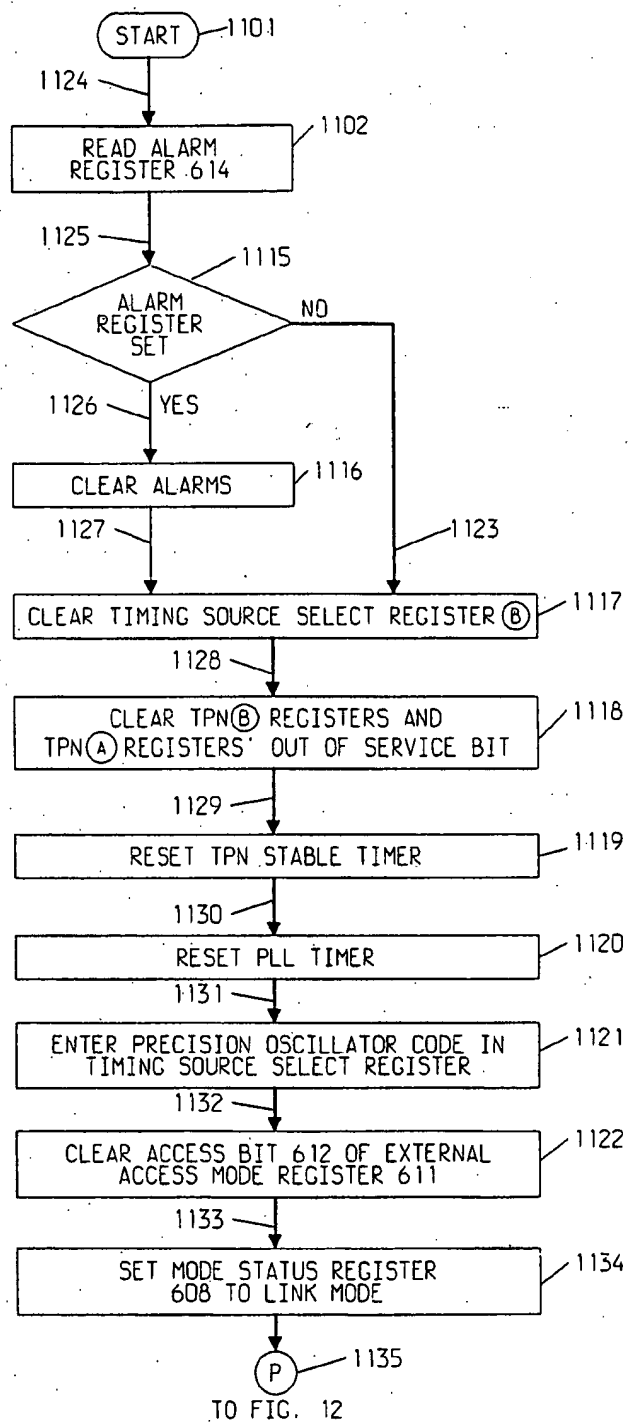 START
1101
1124
READ ALARM
REGISTER 614
1102
1125
1115
ALARM
REGISTER
SET
NO
1126
YES
CLEAR ALARMS
1116
1127
1123
CLEAR TIMING SOURCE SELECT REGISTER Ⓑ
1117
1128
CLEAR TPN Ⓑ REGISTERS AND
TPN Ⓐ REGISTERS' OUT OF SERVICE BIT
1118
1129
RESET TPN STABLE TIMER
1119
1130
RESET PLL TIMER
1120
1131
ENTER PRECISION OSCILLATOR CODE IN
TIMING SOURCE SELECT REGISTER
1121
1132
CLEAR ACCESS BIT 612 OF EXTERNAL
ACCESS MODE REGISTER 611
1122
1133
SET MODE STATUS REGISTER
608 TO LINK MODE
1134
P
1135
TO FIG. 12